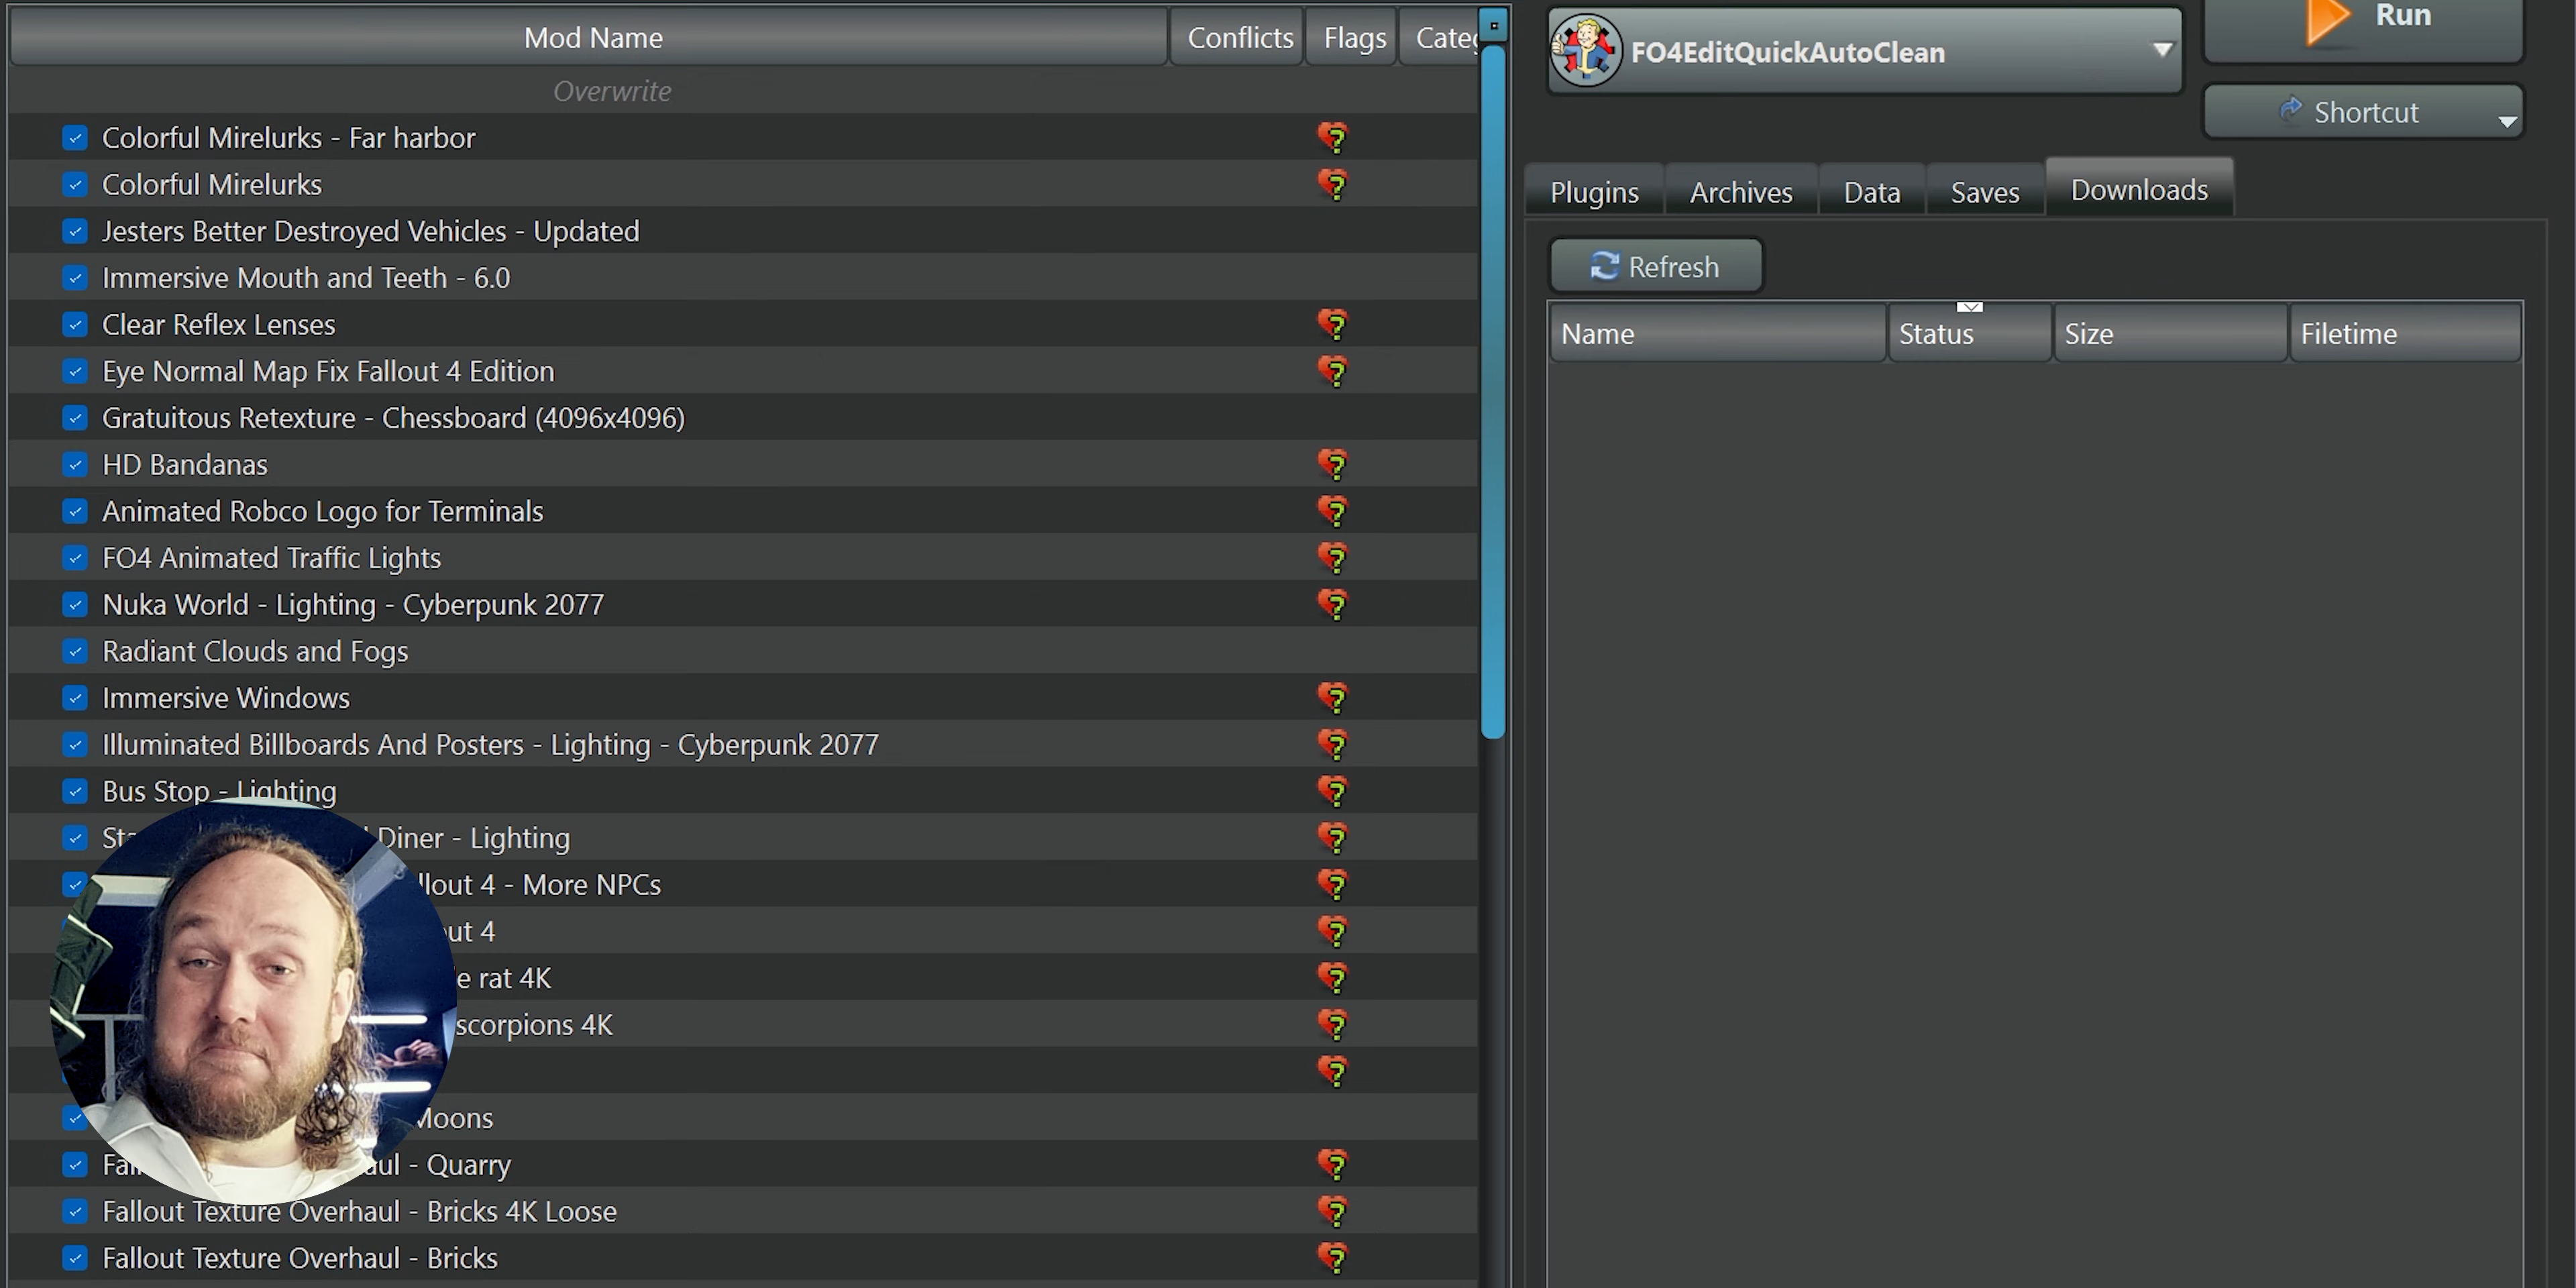 Mod Name
Conflicts
Flags
Categ
Overwrite
Colorful Mirelurks - Far harbor
Colorful Mirelurks
Jesters Better Destroyed Vehicles - Updated
Immersive Mouth and Teeth - 6.0
Clear Reflex Lenses
Eye Normal Map Fix Fallout 4 Edition
Gratuitous Retexture - Chessboard (4096x4096)
HD Bandanas
Animated Robco Logo for Terminals
FO4 Animated Traffic Lights
Nuka World - Lighting - Cyberpunk 2077
Radiant Clouds and Fogs
Immersive Windows
Illuminated Billboards And Posters - Lighting - Cyberpunk 2077
Bus Stop - Lighting
Diner - Lighting
4 - More NPCs
4
rat 4K
scorpions 4K
Moons
- Quarry
Fallout Texture Overhaul - Bricks 4K Loose
Fallout Texture Overhaul - Bricks
FO4EditQuickAutoClean
Run
Shortcut
Plugins
Archives
Data
Saves
Downloads
Refresh
Name
Status
Size
Filetime